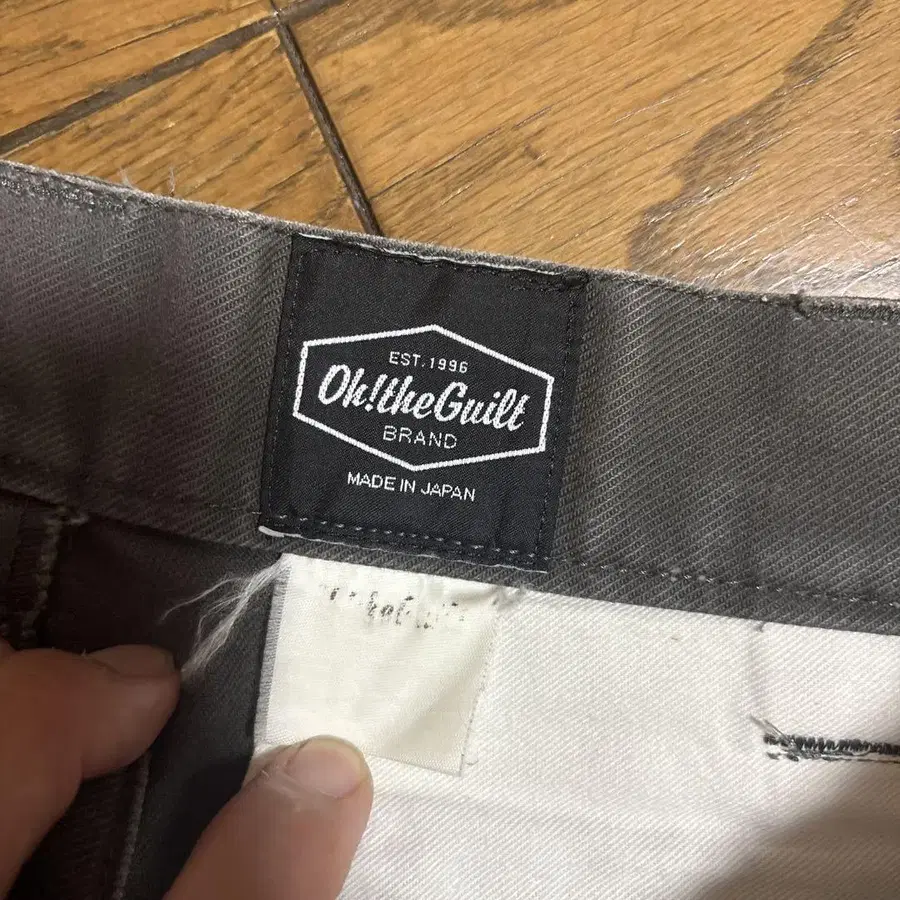 EST.1996
Oh!theGuilt
BRAND
MADE IN JAPAN